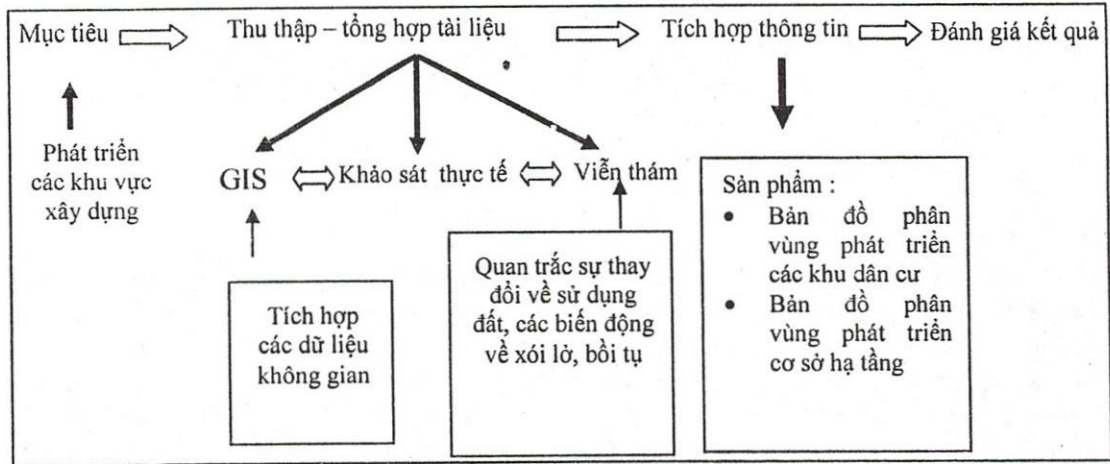 Mục tiêu Thu thập – tổng hợp tài liệu Tích hợp thông tin Đánh giá kết quả
Phát triển
các khu vực
xây dựng
GIS Khảo sát thực tế Viễn thám
Tích hợp
các dữ liệu
không gian
Quan trắc sự thay
đổi về sử dụng
đất, các biến động
về xói lở, bồi tụ
Sản phẩm :
• Bản đồ phân
vùng phát triển
các khu dân cư
• Bản đồ phân
vùng phát triển
cơ sở hạ tầng